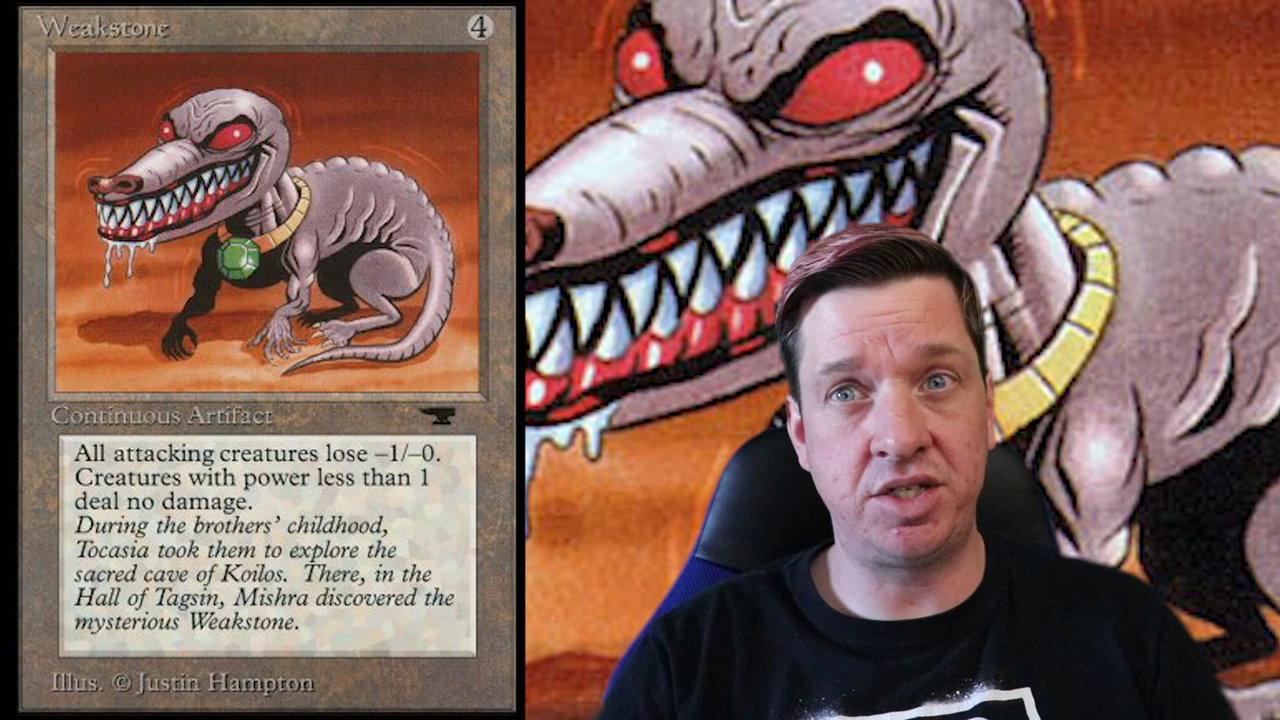 Weakstone 4
Continuous Artifact
All attacking creatures lose –1/–0.
Creatures with power less than 1
deal no damage.
During the brothers' childhood,
Tocasia took them to explore the
sacred cave of Koilos. There, in the
Hall of Tagsin, Mishra discovered the
mysterious Weakstone.
Illus. © Justin Hampton